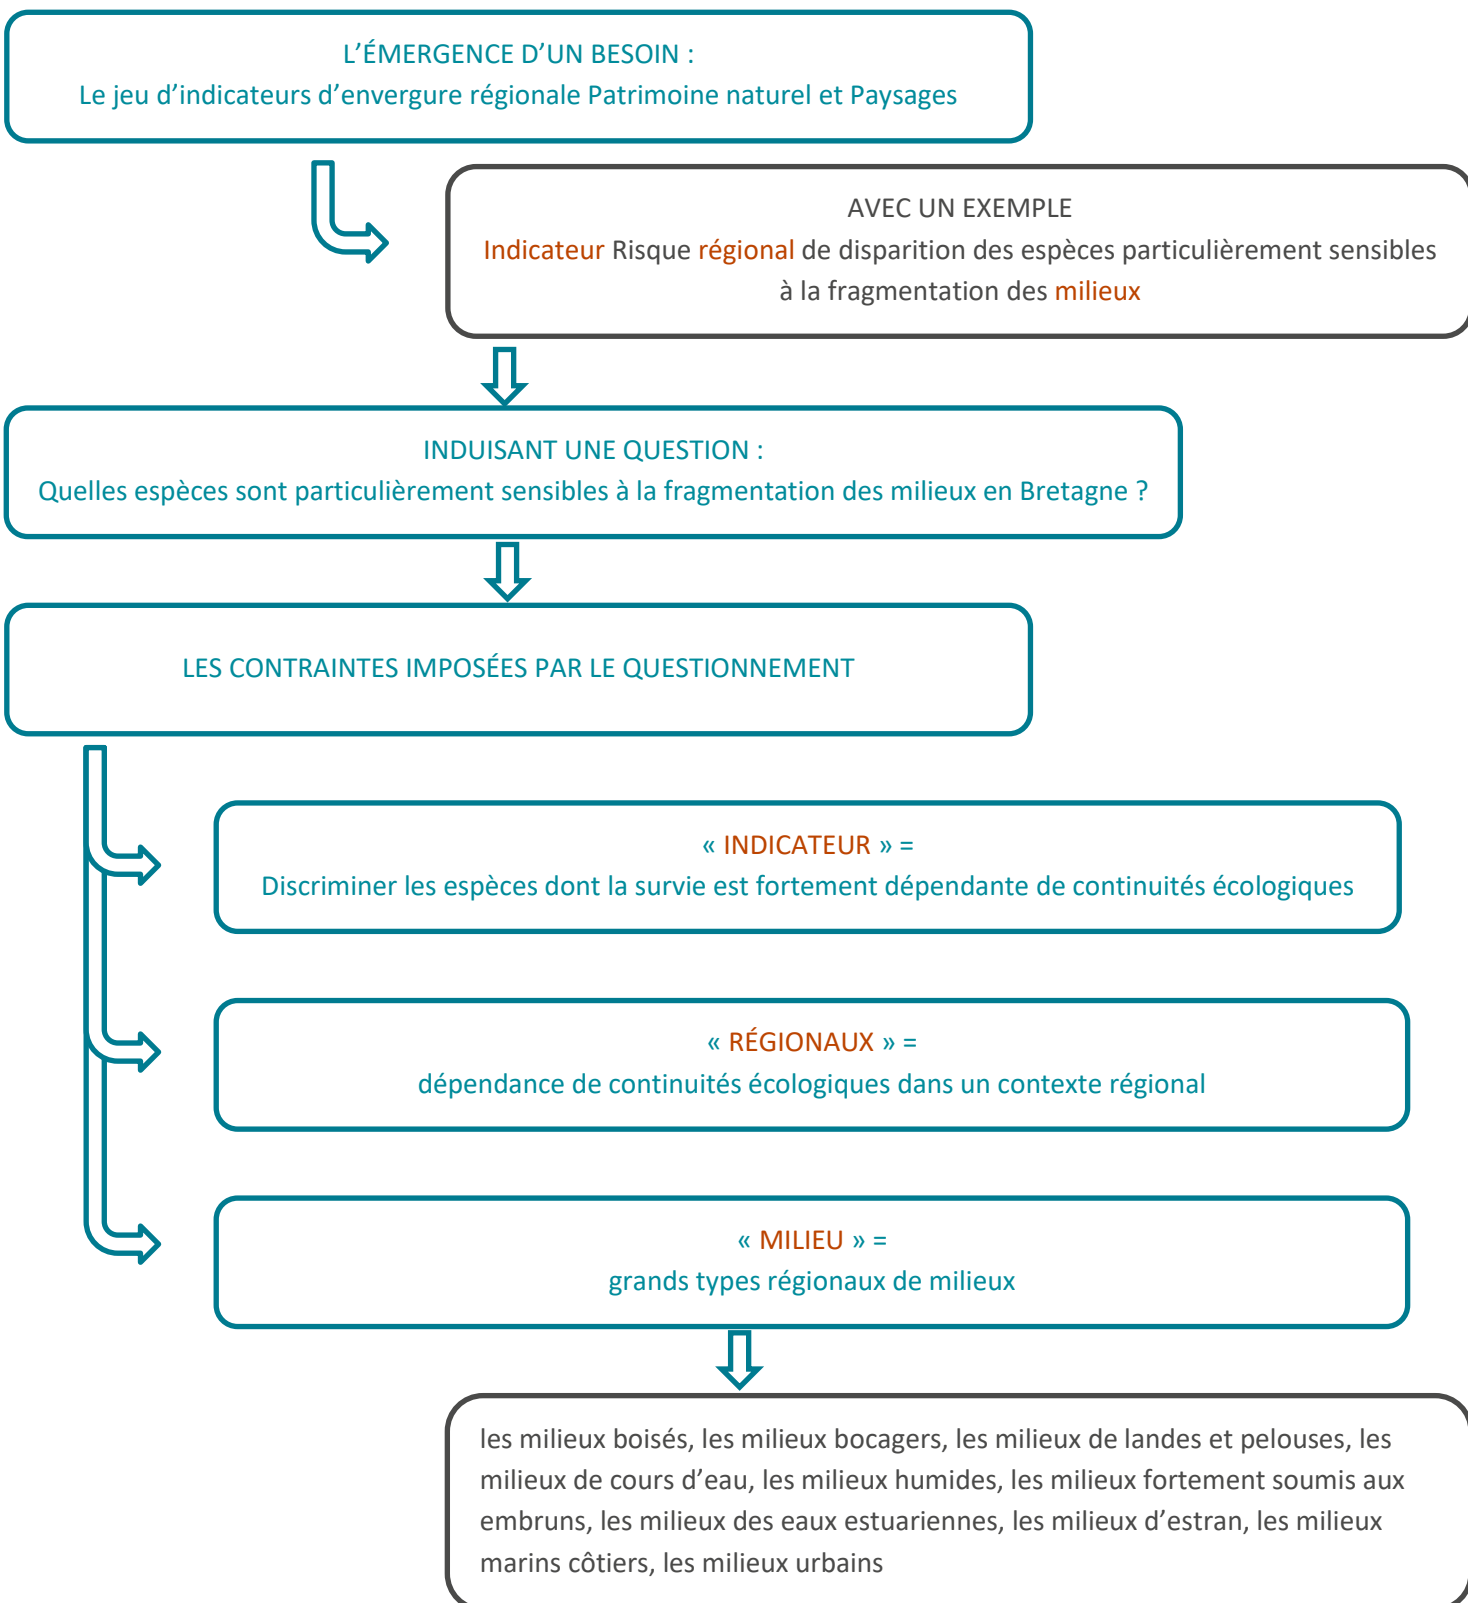 L’ÉMERGENCE D’UN BESOIN :
Le jeu d’indicateurs d’envergure régionale Patrimoine naturel et Paysages
AVEC UN EXEMPLE
Indicateur Risque régional de disparition des espèces particulièrement sensibles
à la fragmentation des milieux
INDUISANT UNE QUESTION :
Quelles espèces sont particulièrement sensibles à la fragmentation des milieux en Bretagne ?
LES CONTRAINTES IMPOSÉES PAR LE QUESTIONNEMENT
« INDICATEUR » =
Discriminer les espèces dont la survie est fortement dépendante de continuités écologiques
« RÉGIONAUX » =
dépendance de continuités écologiques dans un contexte régional
« MILIEU » =
grands types régionaux de milieux
les milieux boisés, les milieux bocagers, les milieux de landes et pelouses, les
milieux de cours d’eau, les milieux humides, les milieux fortement soumis aux
embruns, les milieux des eaux estuariennes, les milieux d’estran, les milieux
marins côtiers, les milieux urbains